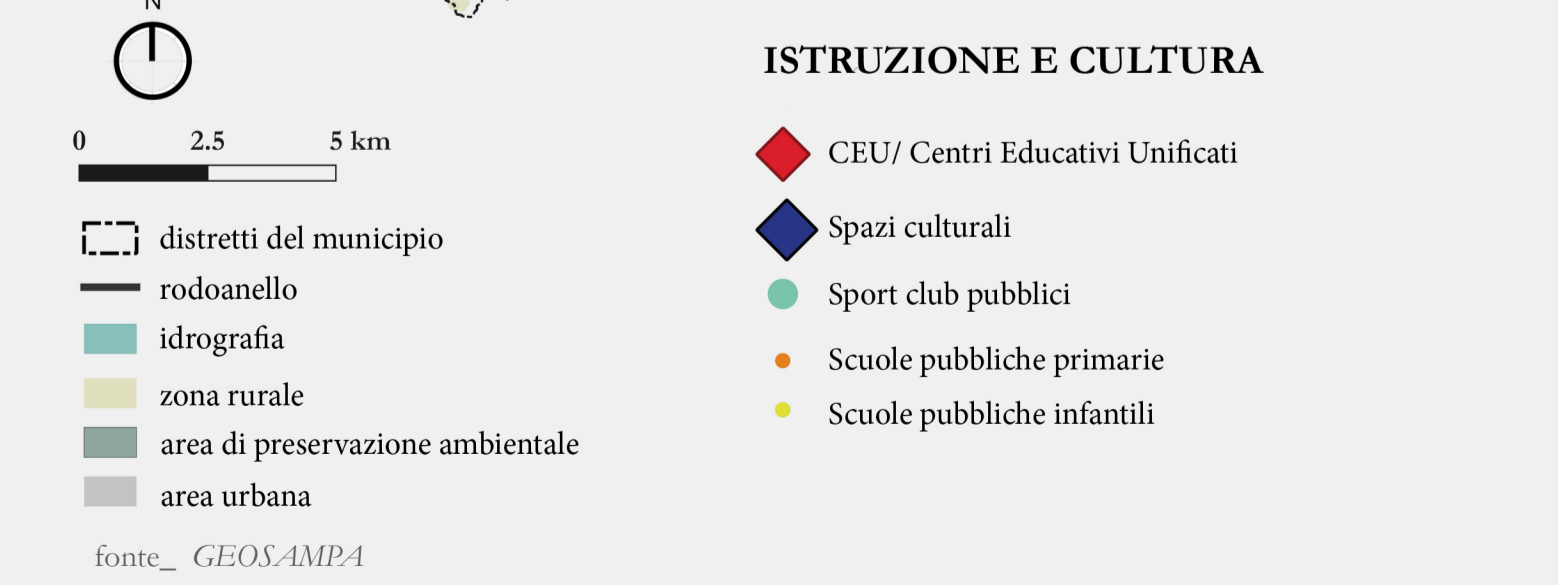 N
0 2.5 5 km
distretti del municipio
rodoanello
idrografia
zona rurale
area di preservazione ambientale
area urbana
fonte_ GEOSAMPA
ISTRUZIONE E CULTURA
CEU/ Centri Educativi Unificati
Spazi culturali
Sport club pubblici
Scuole pubbliche primarie
Scuole pubbliche infantili